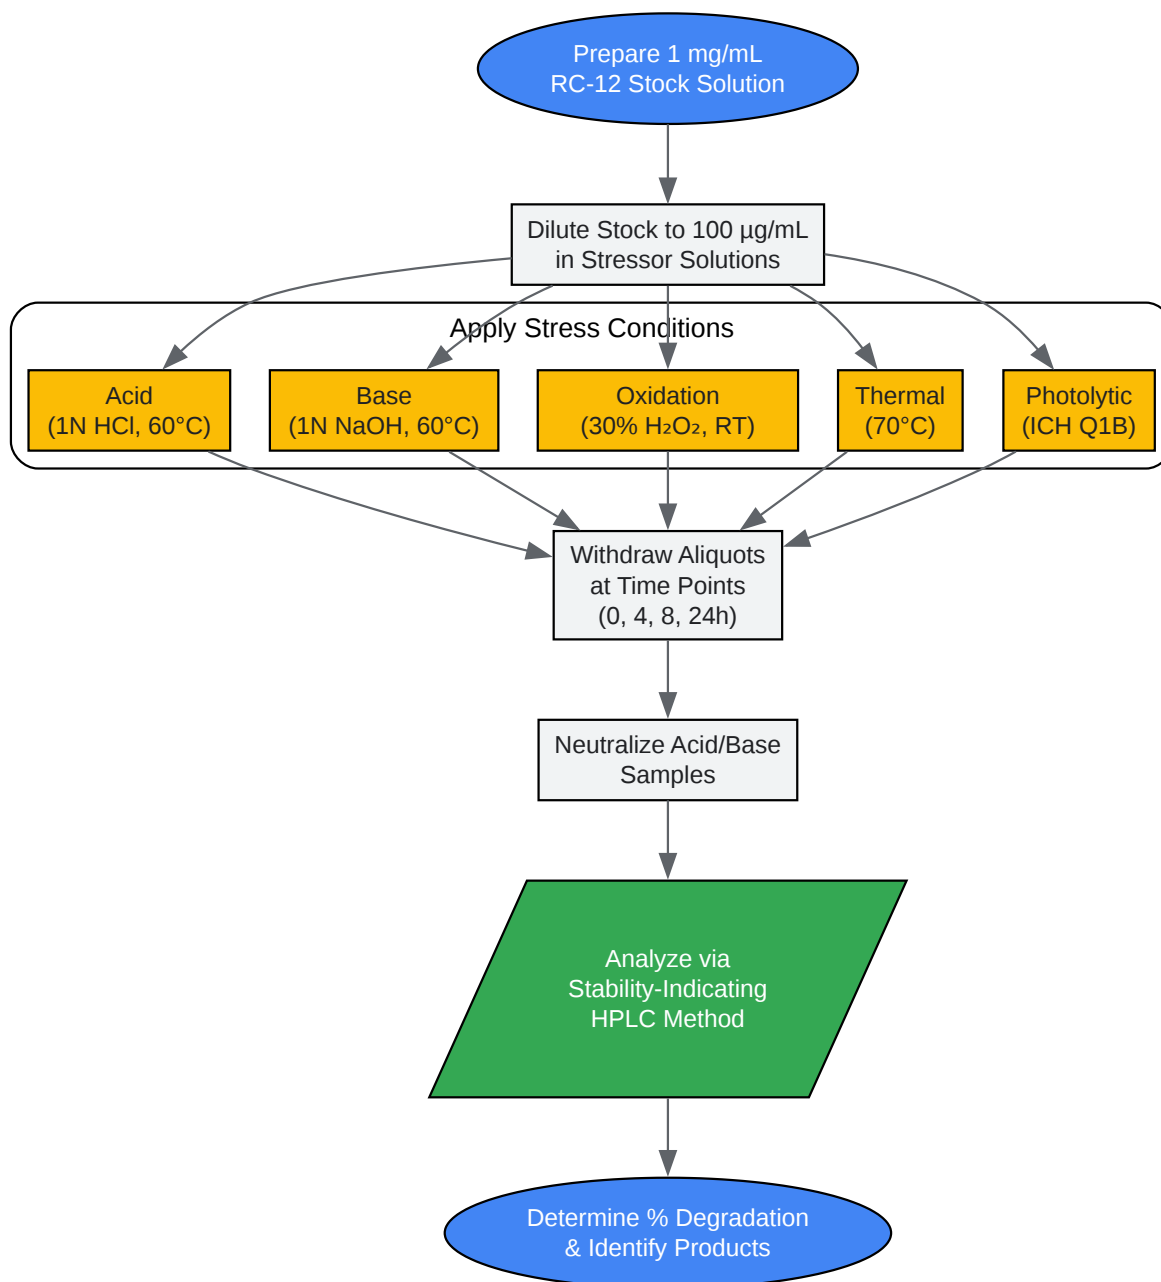 Prepare 1 mg/mL
RC-12 Stock Solution
Dilute Stock to 100 µg/mL
in Stressor Solutions
Apply Stress Conditions
Acid
(1N HCl, 60°C)
Base
(1N NaOH, 60°C)
Oxidation
(30% H₂O₂, RT)
Thermal
(70°C)
Photolytic
(ICH Q1B)
Withdraw Aliquots
at Time Points
(0, 4, 8, 24h)
Neutralize Acid/Base
Samples
Analyze via
Stability-Indicating
HPLC Method
Determine % Degradation
& Identify Products